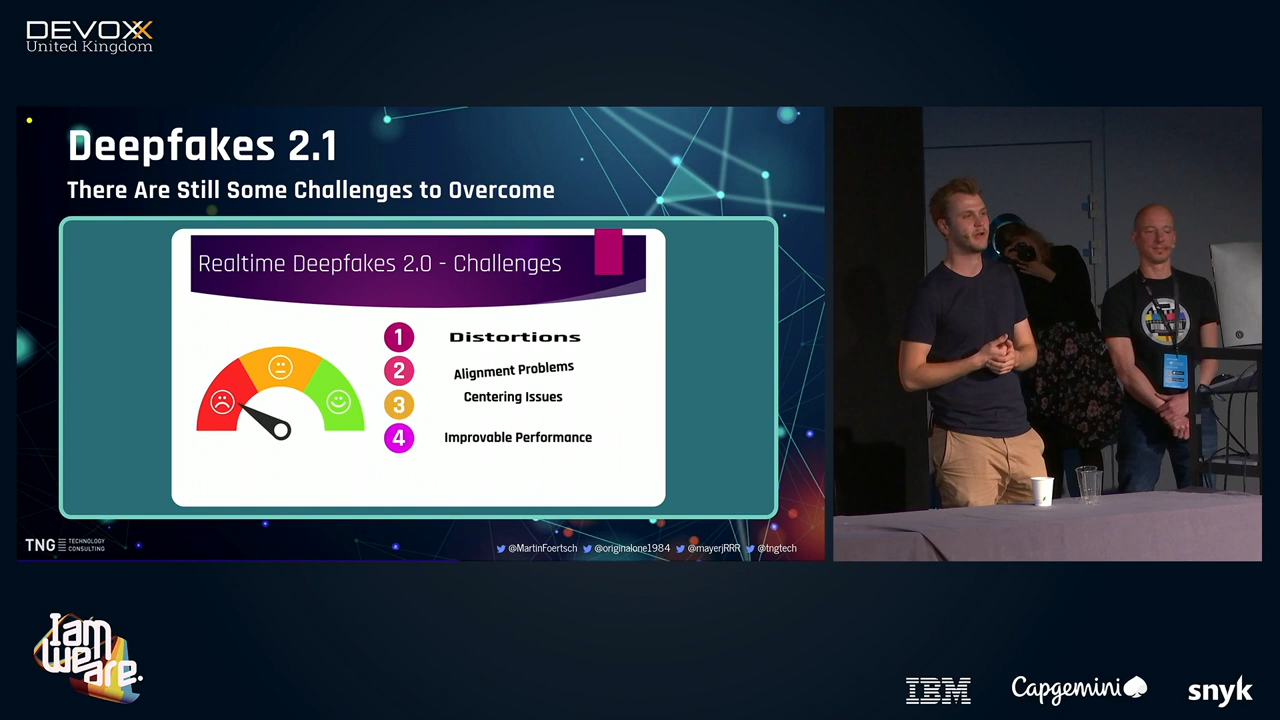 DEVOXX
United Kingdom
Deepfakes 2.1
There Are Still Some Challenges to Overcome
Realtime Deepfakes 2.0 - Challenges
1 Distortions
2 Alignment Problems
3 Centering Issues
4 Improvable Performance
TNG TECHNOLOGY
CONSULTING
@MartinFoertsch @originalone1984 @mayerjRRR @tngtech
I am
We are.
IBM Capgemini snyk